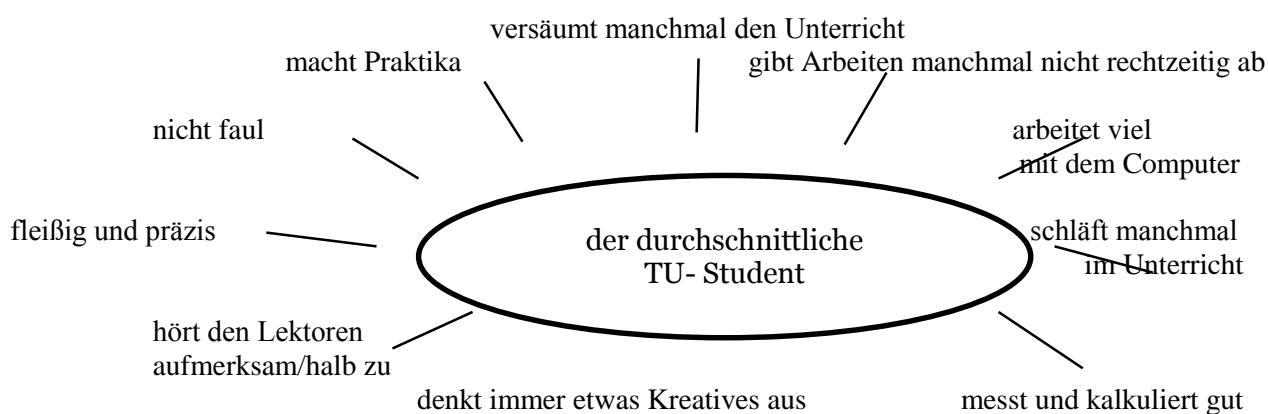 versäumt manchmal den Unterricht
macht Praktika
gibt Arbeiten manchmal nicht rechtzeitig ab
nicht faul
arbeitet viel
mit dem Computer
fleißig und präzis
der durchschnittliche
TU- Student
schläft manchmal
im Unterricht
hört den Lektoren
aufmerksam/halb zu
denkt immer etwas Kreatives aus
messt und kalkuliert gut